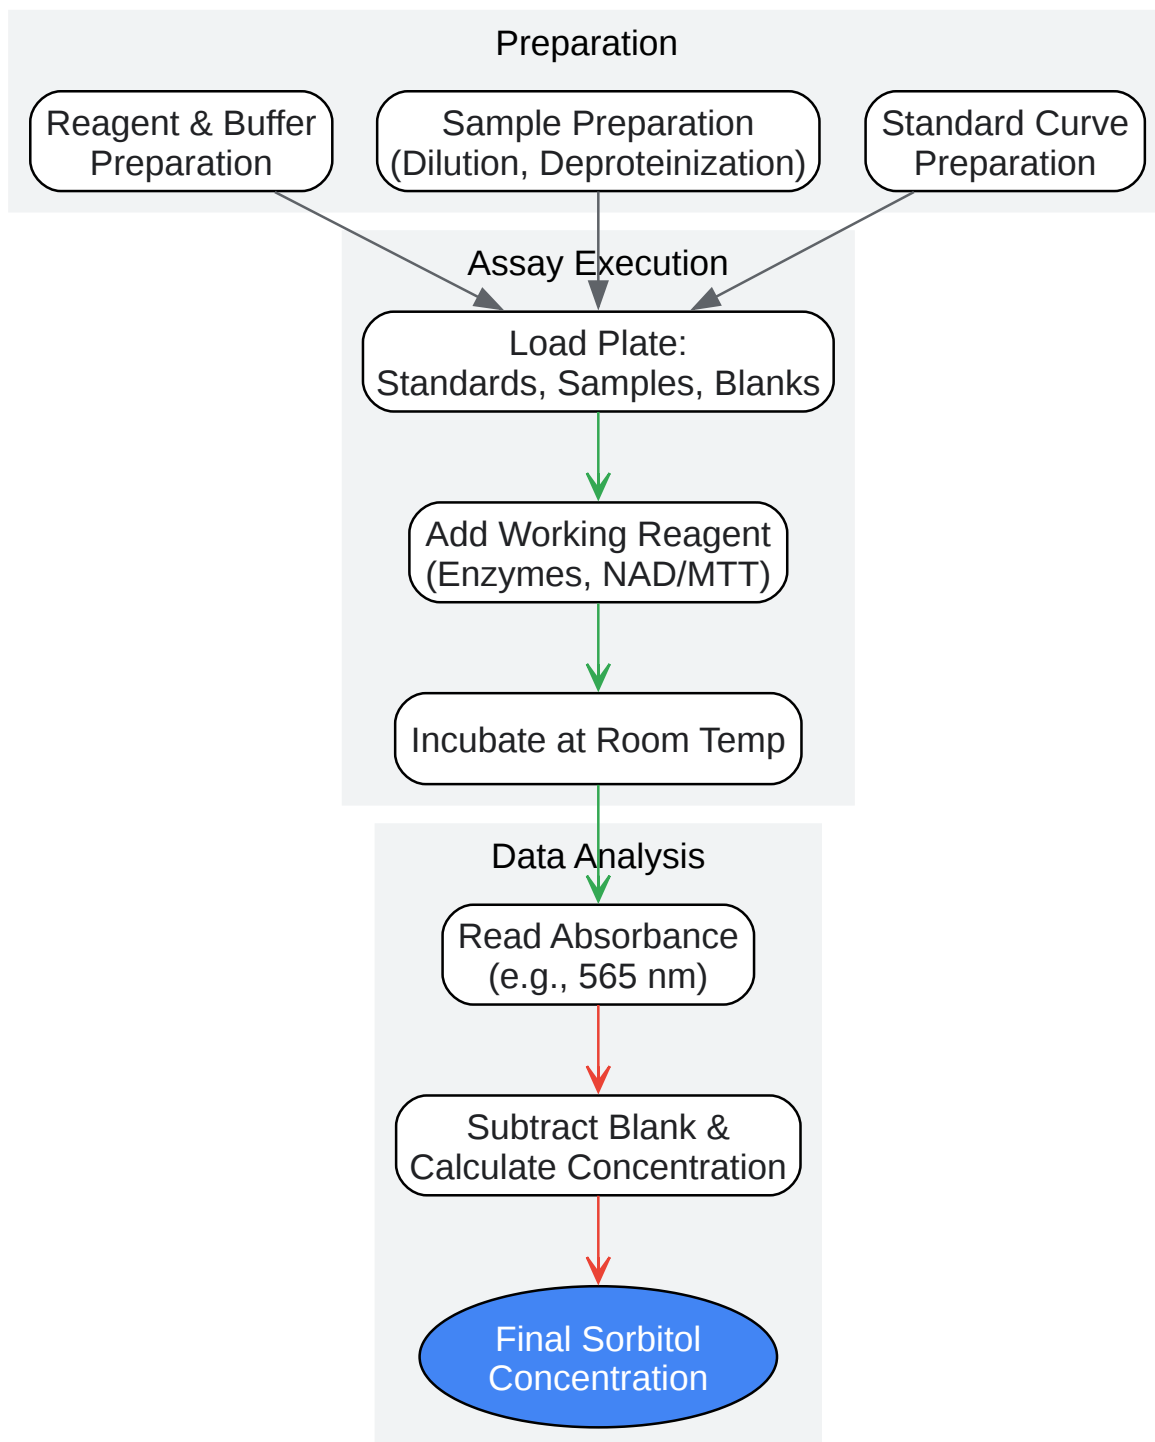 Preparation
Reagent & Buffer
Preparation
Sample Preparation
(Dilution, Deproteinization)
Standard Curve
Preparation
Assay Execution
Load Plate:
Standards, Samples, Blanks
Add Working Reagent
(Enzymes, NAD/MTT)
Incubate at Room Temp
Data Analysis
Read Absorbance
(e.g., 565 nm)
Subtract Blank &
Calculate Concentration
Final Sorbitol
Concentration